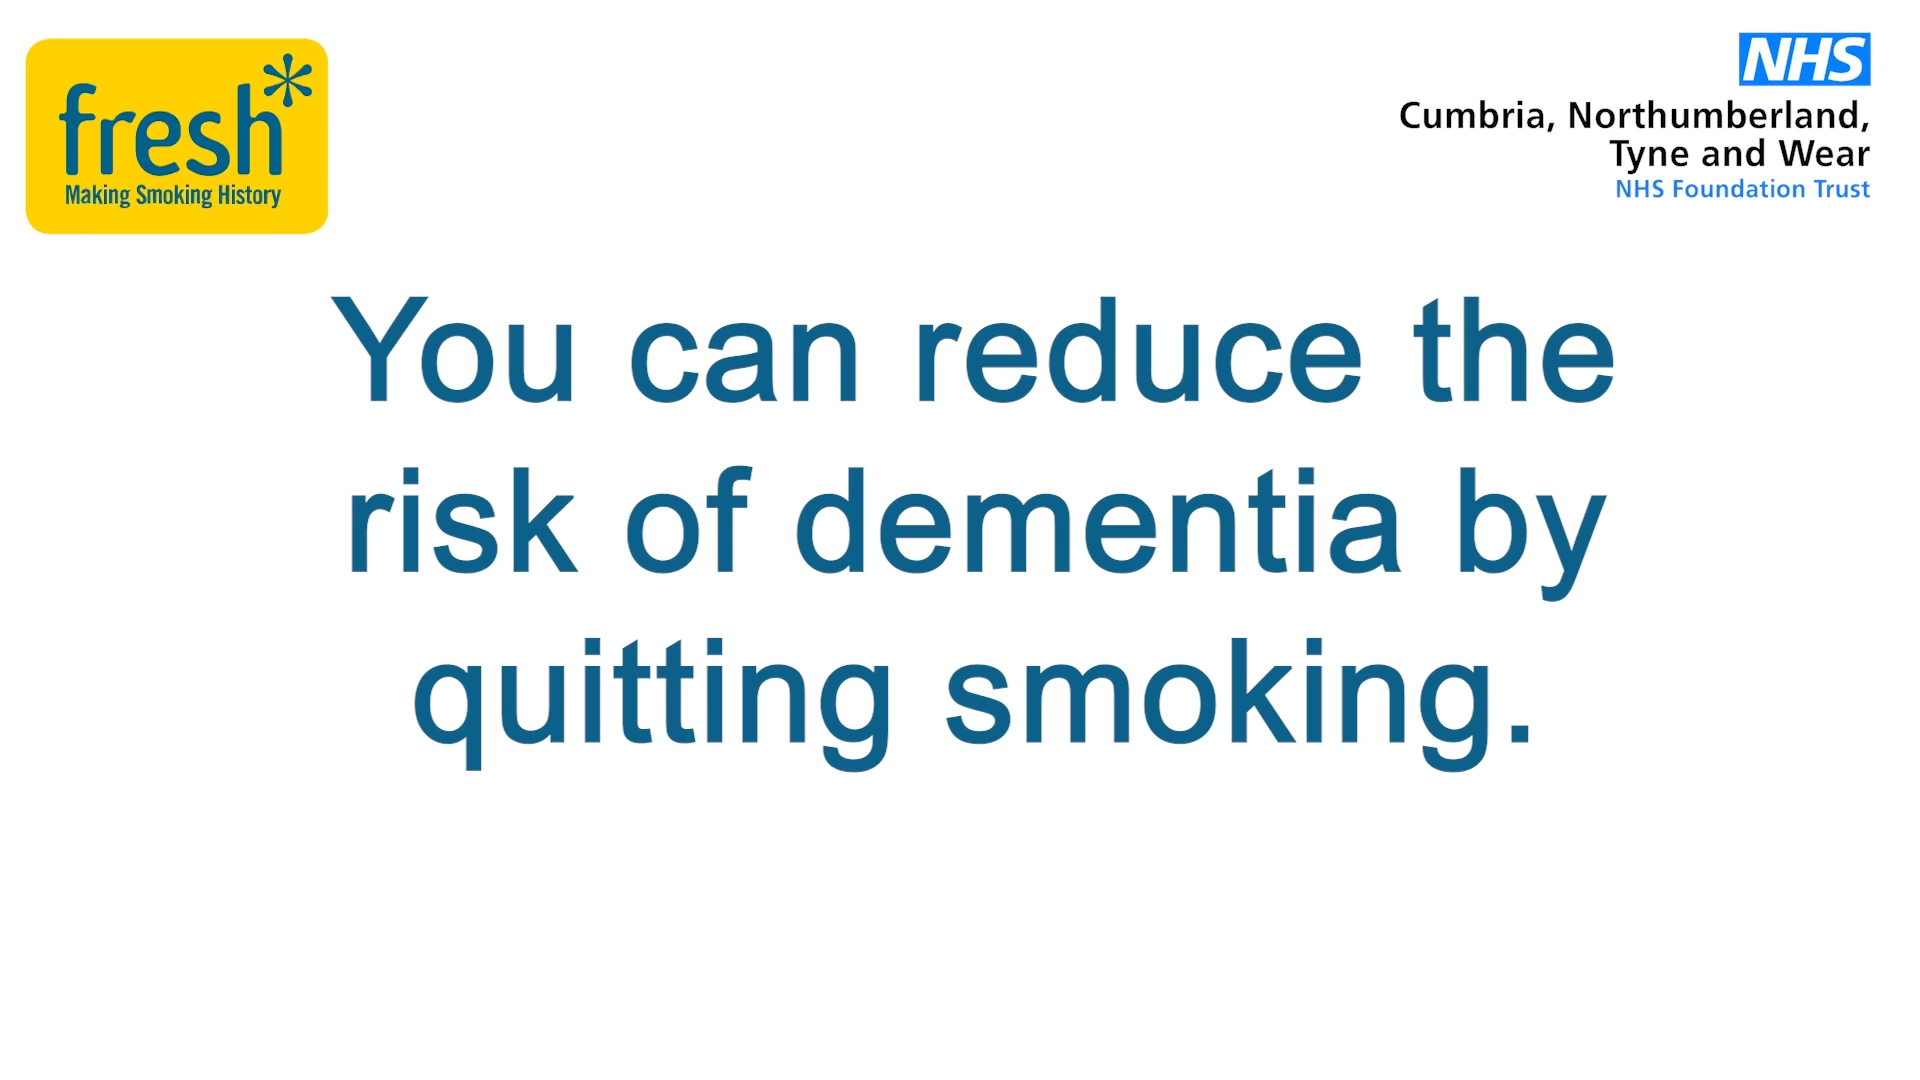 fresh*
Making Smoking History
NHS
Cumbria, Northumberland,
Tyne and Wear
NHS Foundation Trust
You can reduce the
risk of dementia by
quitting smoking.